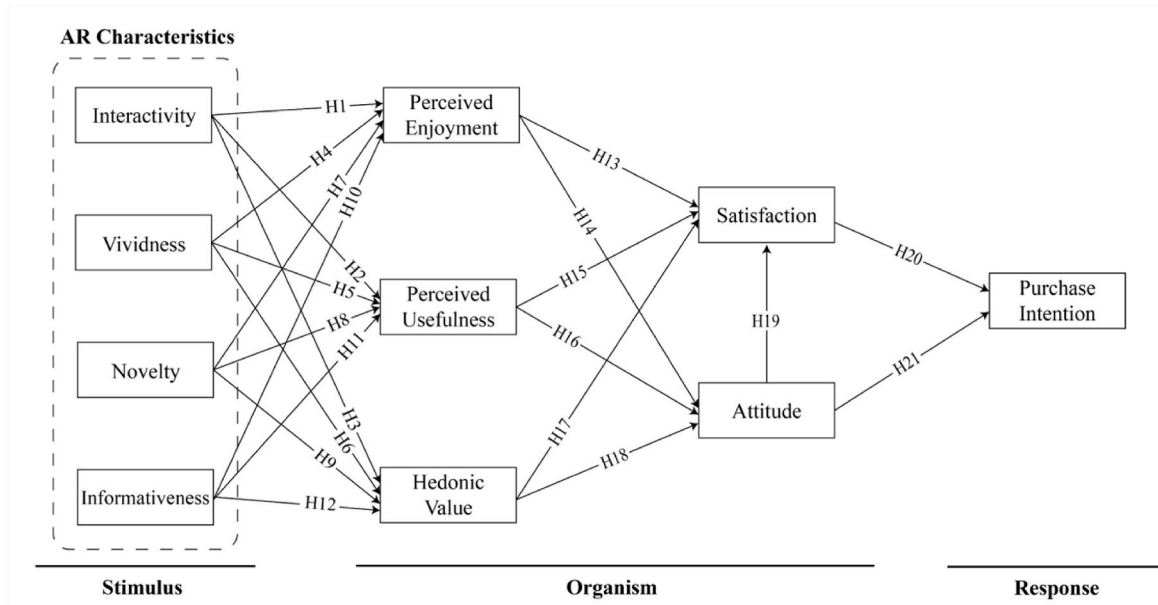 AR Characteristics
Interactivity
Vividness
Novelty
Informativeness
H1
H4
H7
H10
H2
H5
H8
H11
H3
H6
H9
H12
Perceived
Enjoyment
Perceived
Usefulness
Hedonic
Value
H13
H14
H15
H16
H17
H18
Satisfaction
H19
Attitude
H20
H21
Purchase
Intention
Stimulus
Organism
Response